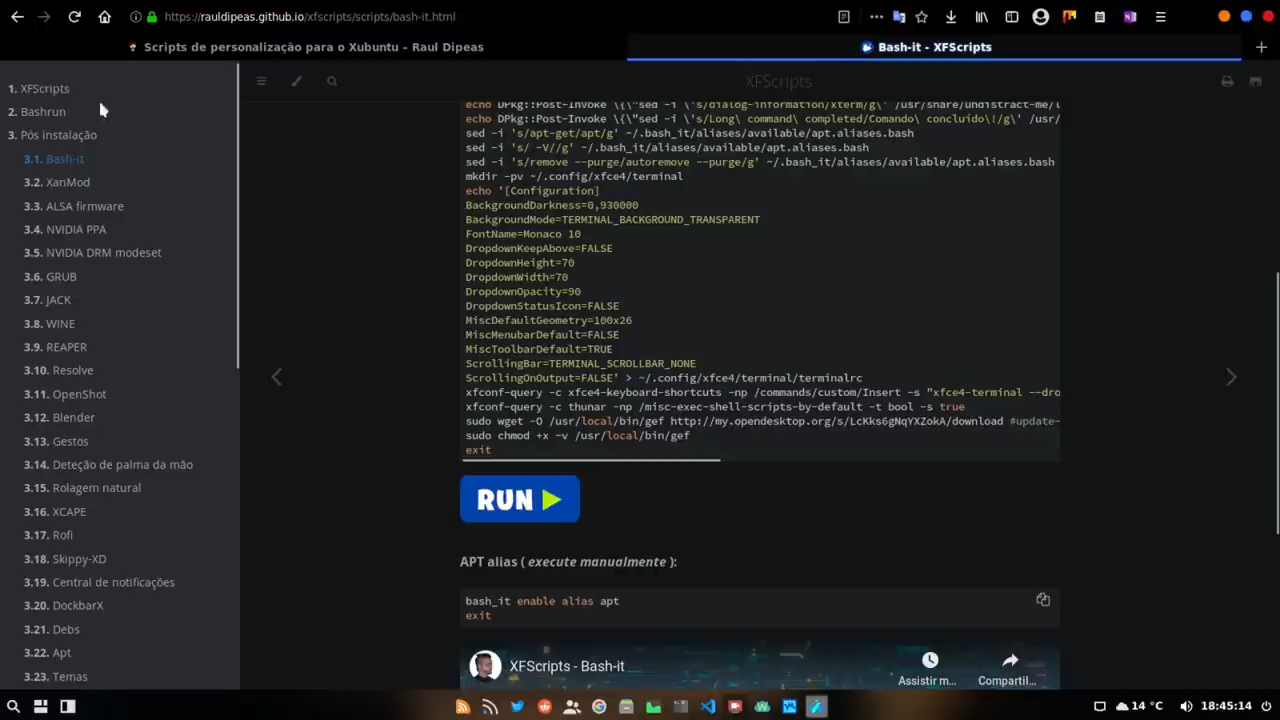 https://rauldipeas.github.io/xfscripts/scripts/bash-it.html
Scripts de personalização para o Xubuntu – Raul Dipeas
Bash-it - XFScripts
1. XFScripts
2. Bashrun
3. Pós instalação
3.1. Bash-it
3.2. XanMod
3.3. ALSA firmware
3.4. NVIDIA PPA
3.5. NVIDIA DRM modeset
3.6. GRUB
3.7. JACK
3.8. WINE
3.9. REAPER
3.10. Resolve
3.11. OpenShot
3.12. Blender
3.13. Gestos
3.14. Deteção de palma da mão
3.15. Rolagem natural
3.16. XCAPE
3.17. Rofi
3.18. Skippy-XD
3.19. Central de notificações
3.20. DockbarX
3.21. Debs
3.22. Apt
3.23. Temas
XFScripts
echo DPkg::Post-Invoke \{\"sed -i \'s/dialog-information/xterm/g\' /usr/share/undistract-me/l
echo DPkg::Post-Invoke \{\"sed -i \'s/Long\ command\ completed/Comando\ concluído\!/g\' /usr/
sed -i 's/apt-get/apt/g' ~/.bash_it/aliases/available/apt.aliases.bash
sed -i 's/ -V//g' ~/.bash_it/aliases/available/apt.aliases.bash
sed -i 's/remove --purge/autoremove --purge/g' ~/.bash_it/aliases/available/apt.aliases.bash
mkdir -pv ~/.config/xfce4/terminal
echo '[Configuration]
BackgroundDarkness=0,930000
BackgroundMode=TERMINAL_BACKGROUND_TRANSPARENT
FontName=Monaco 10
DropdownKeepAbove=FALSE
DropdownHeight=70
DropdownWidth=70
DropdownOpacity=90
DropdownStatusIcon=FALSE
MiscDefaultGeometry=100x26
MiscMenubarDefault=FALSE
MiscToolbarDefault=TRUE
ScrollingBar=TERMINAL_SCROLLBAR_NONE
ScrollingOnOutput=FALSE' > ~/.config/xfce4/terminal/terminalrc
xfconf-query -c xfce4-keyboard-shortcuts -np /commands/custom/Insert -s "xfce4-terminal --dro
xfconf-query -c thunar -np /misc-exec-shell-scripts-by-default -t bool -s true
sudo wget -O /usr/local/bin/gef http://my.opendesktop.org/s/LcKks6gNqYXZokA/download #update-
sudo chmod +x -v /usr/local/bin/gef
exit
RUN
APT alias ( execute manualmente ):
bash_it enable alias apt
exit
XFScripts - Bash-it
Assistir m...
Compartil...
14 °C
18:45:14